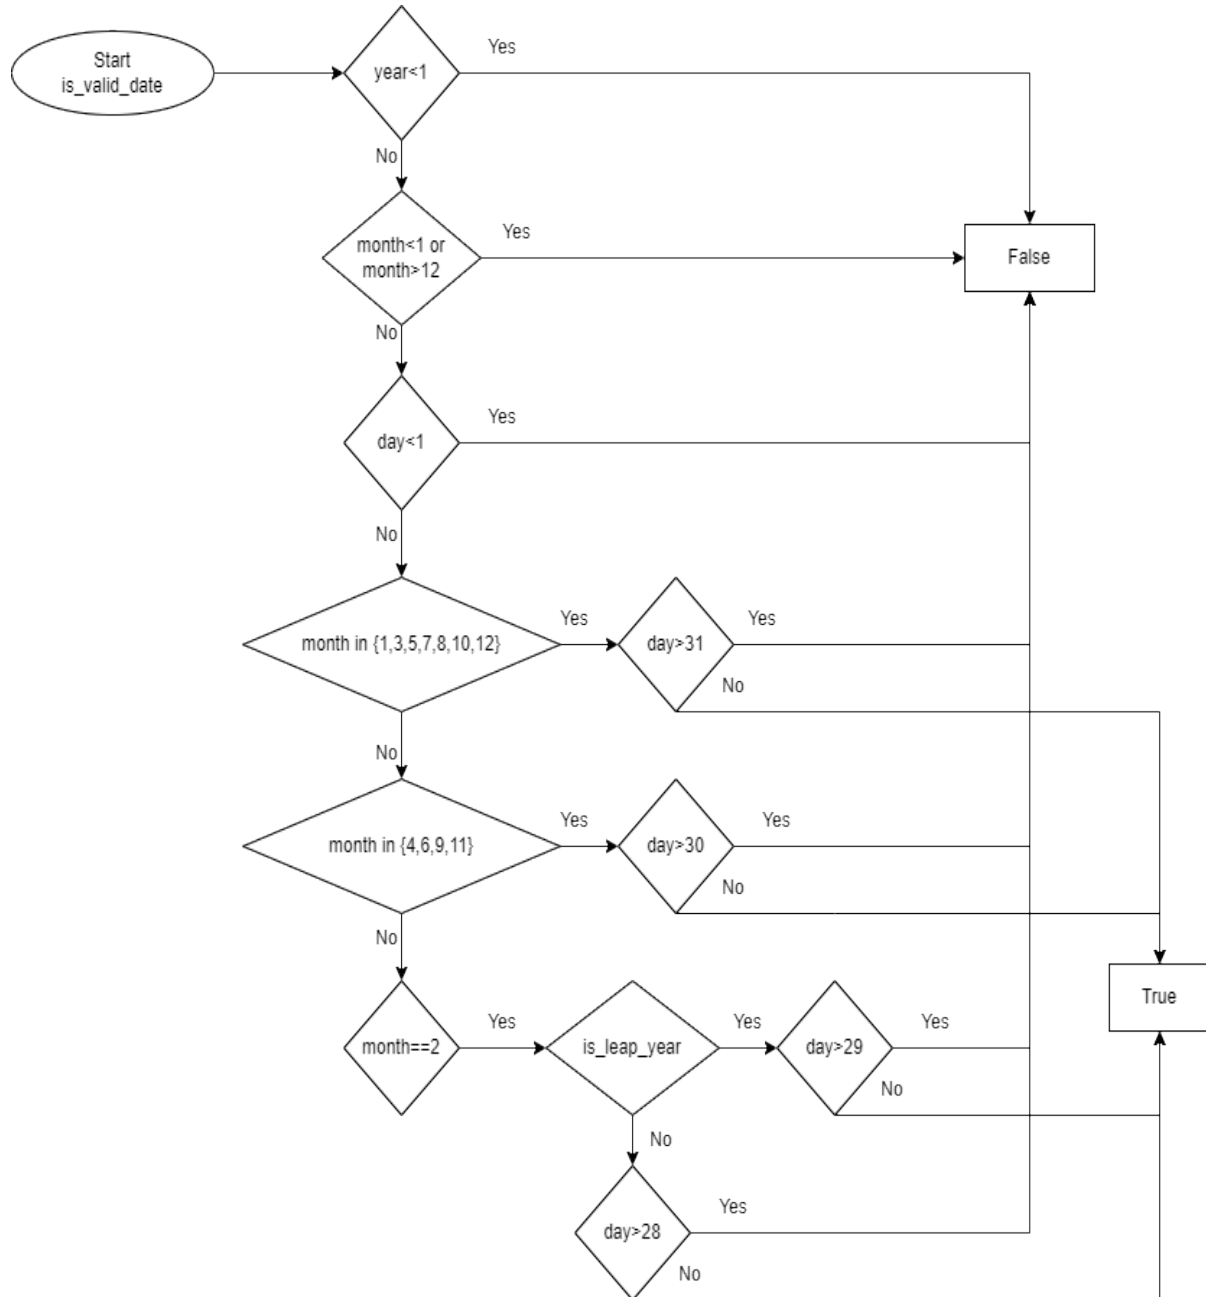 Start
is_valid_date
year<1
Yes
No
month<1 or
month>12
Yes
False
No
day<1
Yes
No
month in {1,3,5,7,8,10,12}
Yes
day>31
Yes
No
No
month in {4,6,9,11}
Yes
day>30
Yes
No
No
True
month==2
Yes
is_leap_year
Yes
day>29
Yes
No
No
day>28
Yes
No